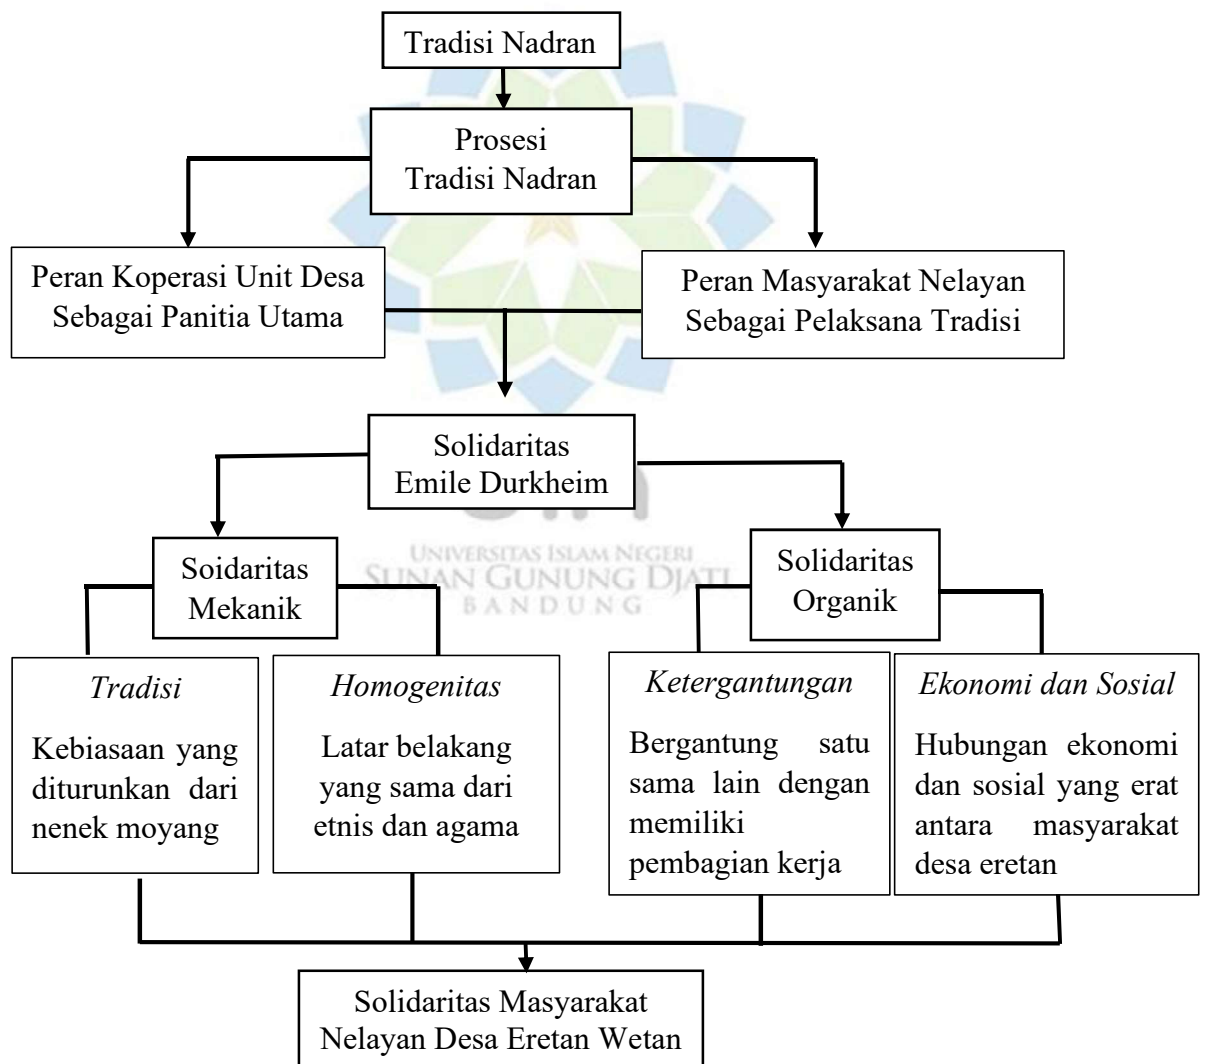 Tradisi Nadran
Prosesi
Tradisi Nadran
Peran Koperasi Unit Desa
Sebagai Panitia Utama
Peran Masyarakat Nelayan
Sebagai Pelaksana Tradisi
Solidaritas
Emile Durkheim
UNIVERSITAS ISLAM NEGERI
SUNAN GUNUNG DJATI
BANDUNG
Soidaritas
Mekanik
Solidaritas
Organik
Tradisi
Kebiasaan yang
diturunkan dari
nenek moyang
Homogenitas
Latar belakang
yang sama dari
etnis dan agama
Ketergantungan
Bergantung satu
sama lain dengan
memiliki
pembagian kerja
Ekonomi dan Sosial
Hubungan ekonomi
dan sosial yang erat
antara masyarakat
desa eretan
Solidaritas Masyarakat
Nelayan Desa Eretan Wetan